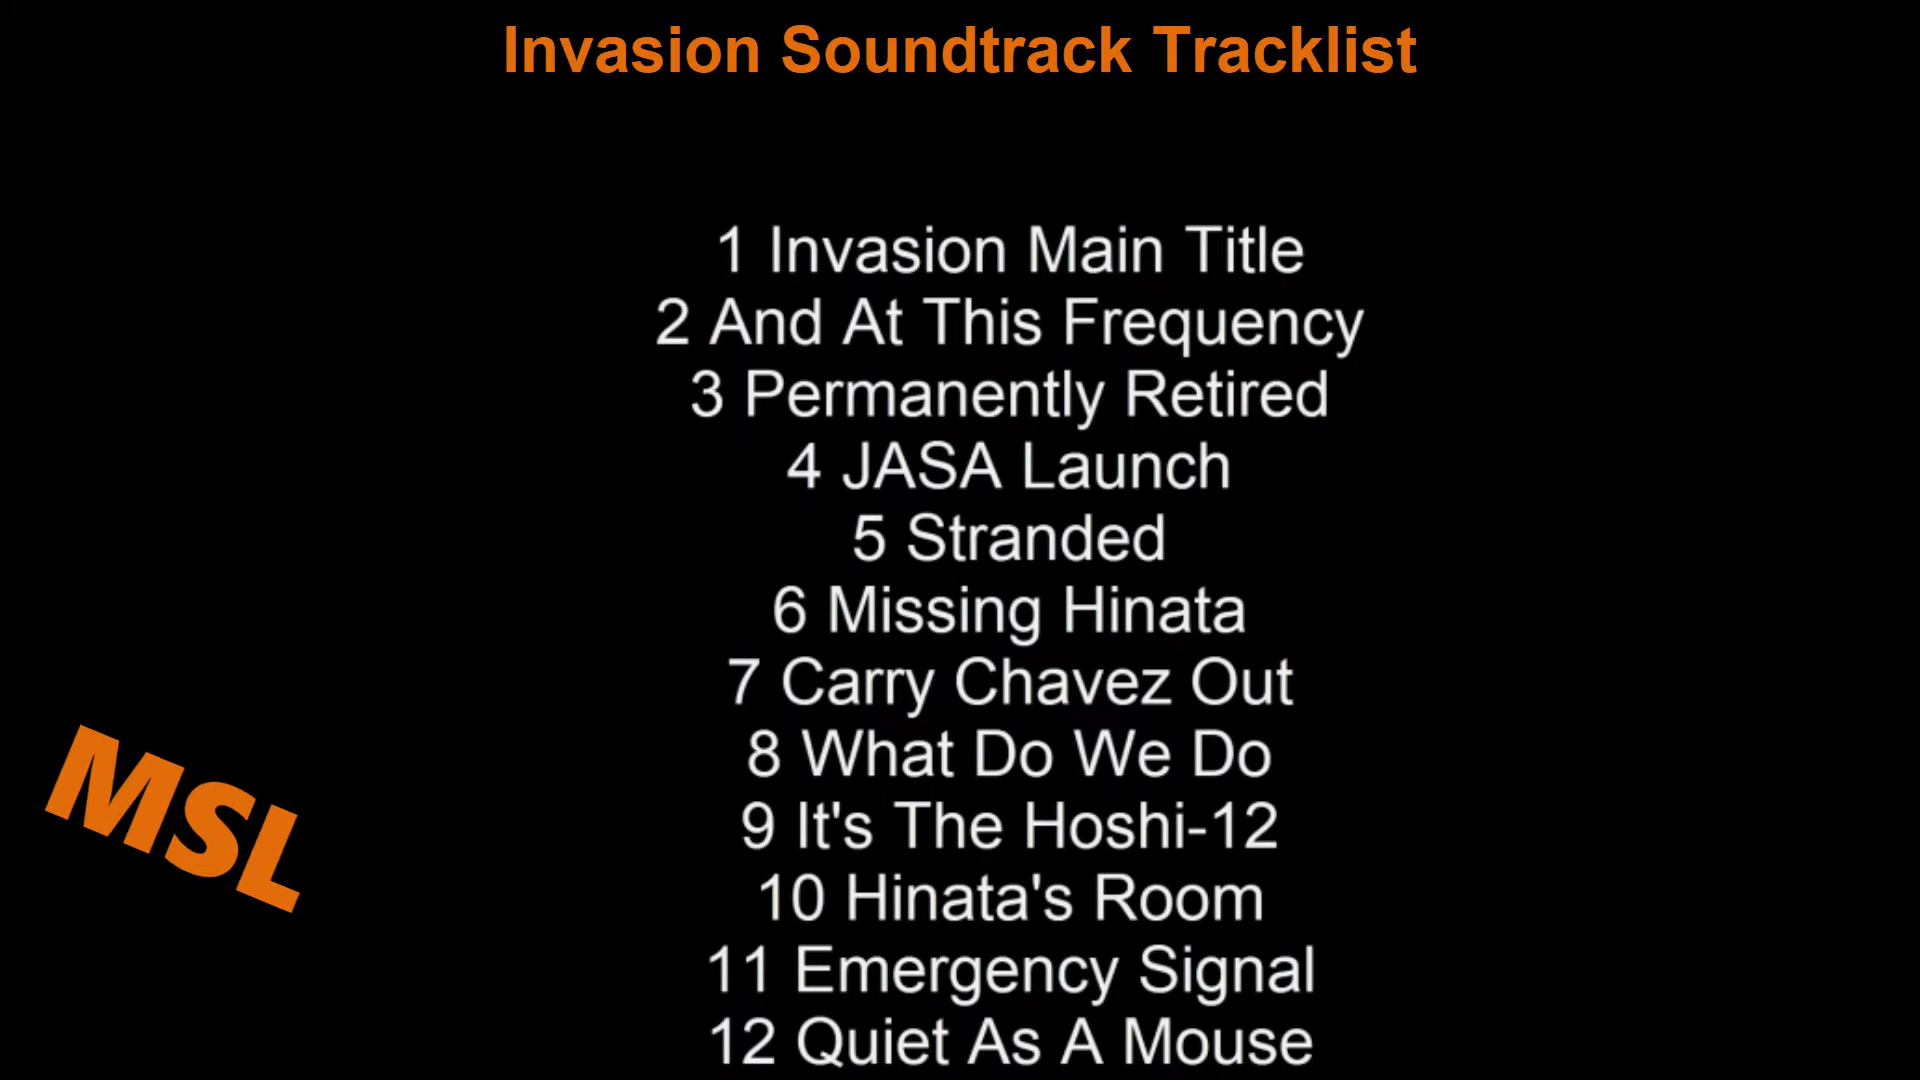 Invasion Soundtrack Tracklist
1 Invasion Main Title
2 And At This Frequency
3 Permanently Retired
4 JASA Launch
5 Stranded
6 Missing Hinata
7 Carry Chavez Out
8 What Do We Do
9 It's The Hoshi-12
10 Hinata's Room
11 Emergency Signal
12 Quiet As A Mouse
MSL